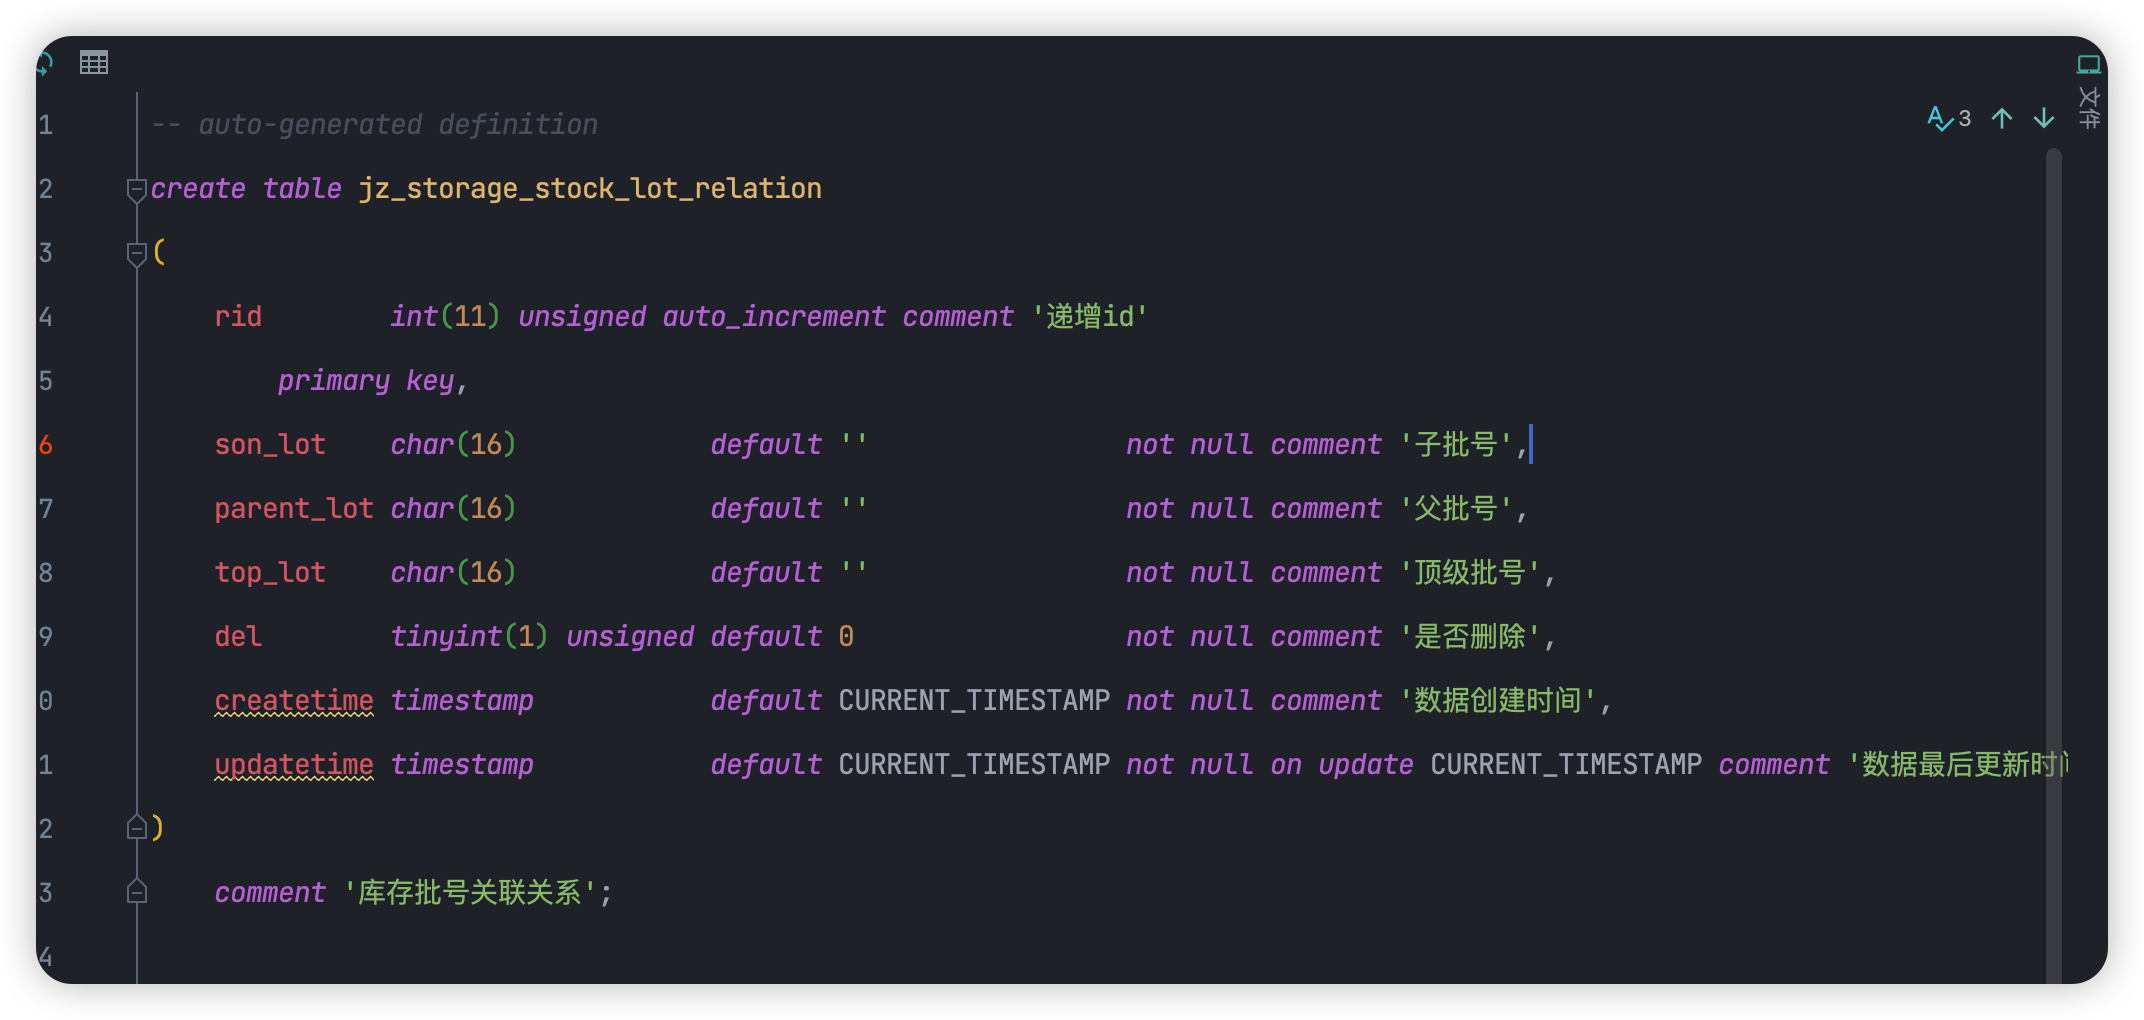 3
文件
1 -- auto-generated definition
2 create table jz_storage_stock_lot_relation
3 (
4 rid int(11) unsigned auto_increment comment '递增id'
5 primary key,
6 son_lot char(16) default '' not null comment '子批号',
7 parent_lot char(16) default '' not null comment '父批号',
8 top_lot char(16) default '' not null comment '顶级批号',
9 del tinyint(1) unsigned default 0 not null comment '是否删除',
0 createtime timestamp default CURRENT_TIMESTAMP not null comment '数据创建时间',
1 updatetime timestamp default CURRENT_TIMESTAMP not null on update CURRENT_TIMESTAMP comment '数据最后更新时间
2 )
3 comment '库存批号关联关系';
4